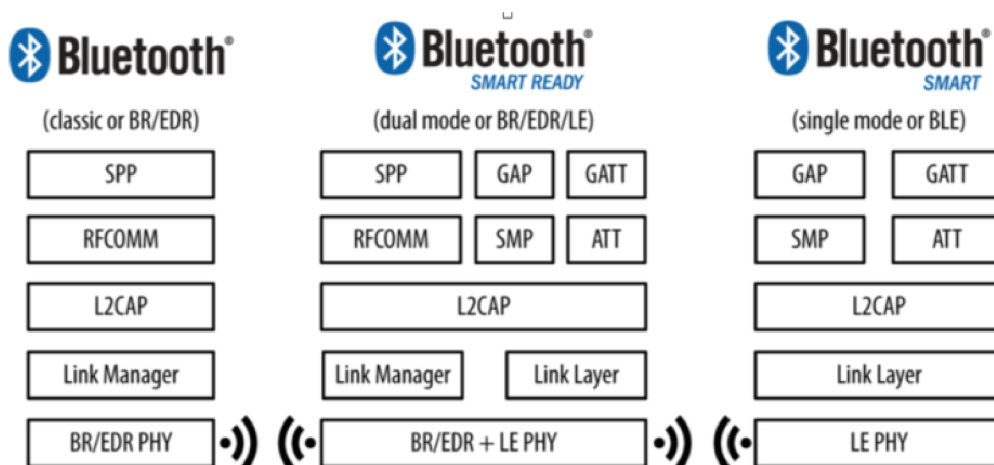 Bluetooth®
(classic or BR/EDR)
SPP
RFCOMM
L2CAP
Link Manager
BR/EDR PHY
Bluetooth®
SMART READY
(dual mode or BR/EDR/LE)
SPP GAP GATT
RFCOMM SMP ATT
L2CAP
Link Manager Link Layer
BR/EDR + LE PHY
Bluetooth®
SMART
(single mode or BLE)
GAP GATT
SMP ATT
L2CAP
Link Layer
LE PHY